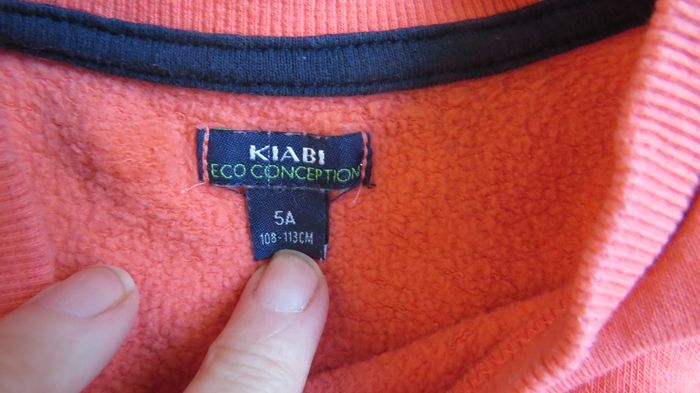 KIABI
ECO CONCEPTION
5A
108-113CM